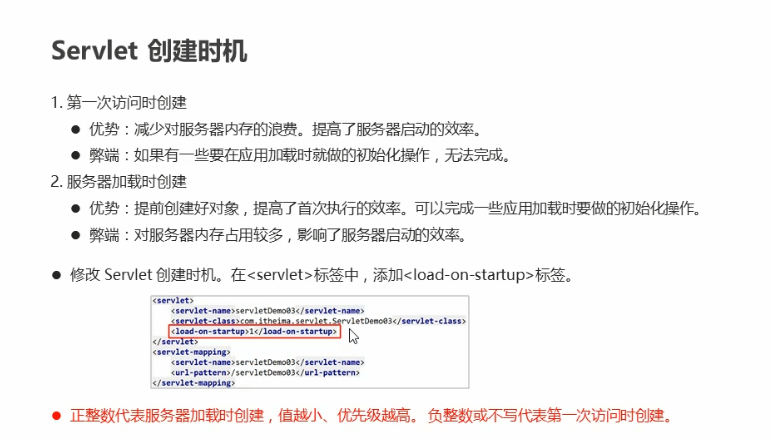 Servlet 创建时机
1. 第一次访问时创建
● 优势：减少对服务器内存的浪费。提高了服务器启动的效率。
● 弊端：如果有一些要在应用加载时就做的初始化操作，无法完成。
2. 服务器加载时创建
● 优势：提前创建好对象，提高了首次执行的效率。可以完成一些应用加载时要做的初始化操作。
● 弊端：对服务器内存占用较多，影响了服务器启动的效率。
● 修改 Servlet 创建时机。在<servlet>标签中，添加<load-on-startup>标签。
<servlet>
<servlet-name>servletDemo03</servlet-name>
<servlet-class>com.itheima.servlet.ServletDemo03</servlet-class>
<load-on-startup>1</load-on-startup>
</servlet>
<servlet-mapping>
<servlet-name>servletDemo03</servlet-name>
<url-pattern>/servletDemo03</url-pattern>
</servlet-mapping>
● 正整数代表服务器加载时创建，值越小、优先级越高。 负整数或不写代表第一次访问时创建。